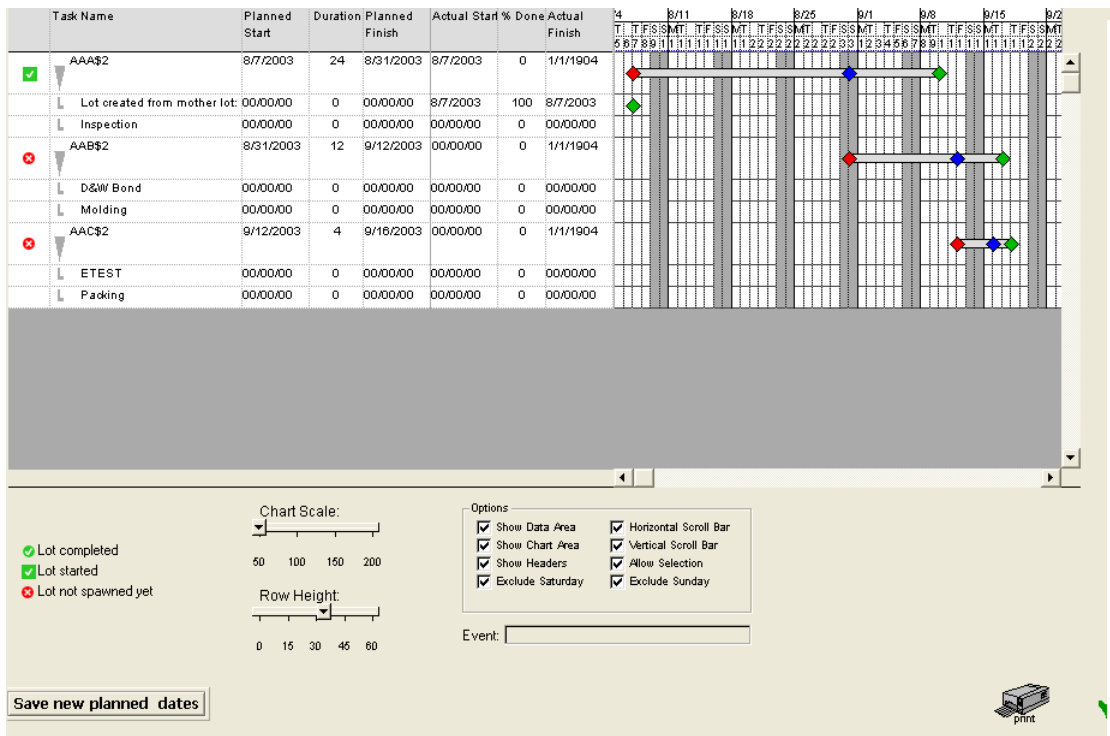 Task Name Planned Start Duration Planned Finish Actual Start % Done Actual Finish
'4 8/11 8/18 8/25 9/1 9/8 9/15 9/2
AAA$2 8/7/2003 24 8/31/2003 8/7/2003 0 1/1/1904
Lot created from mother lot: 00/00/00 0 00/00/00 8/7/2003 100 8/7/2003
Inspection 00/00/00 0 00/00/00 00/00/00 0 00/00/00
AAB$2 8/31/2003 12 9/12/2003 00/00/00 0 1/1/1904
D&W Bond 00/00/00 0 00/00/00 00/00/00 0 00/00/00
Molding 00/00/00 0 00/00/00 00/00/00 0 00/00/00
AAC$2 9/12/2003 4 9/16/2003 00/00/00 0 1/1/1904
ETEST 00/00/00 0 00/00/00 00/00/00 0 00/00/00
Packing 00/00/00 0 00/00/00 00/00/00 0 00/00/00
Lot completed
Lot started
Lot not spawned yet
Chart Scale:
50 100 150 200
Row Height:
0 15 30 45 60
Options
Show Data Area Horizontal Scroll Bar
Show Chart Area Vertical Scroll Bar
Show Headers Allow Selection
Exclude Saturday Exclude Sunday
Event:
Save new planned dates
print